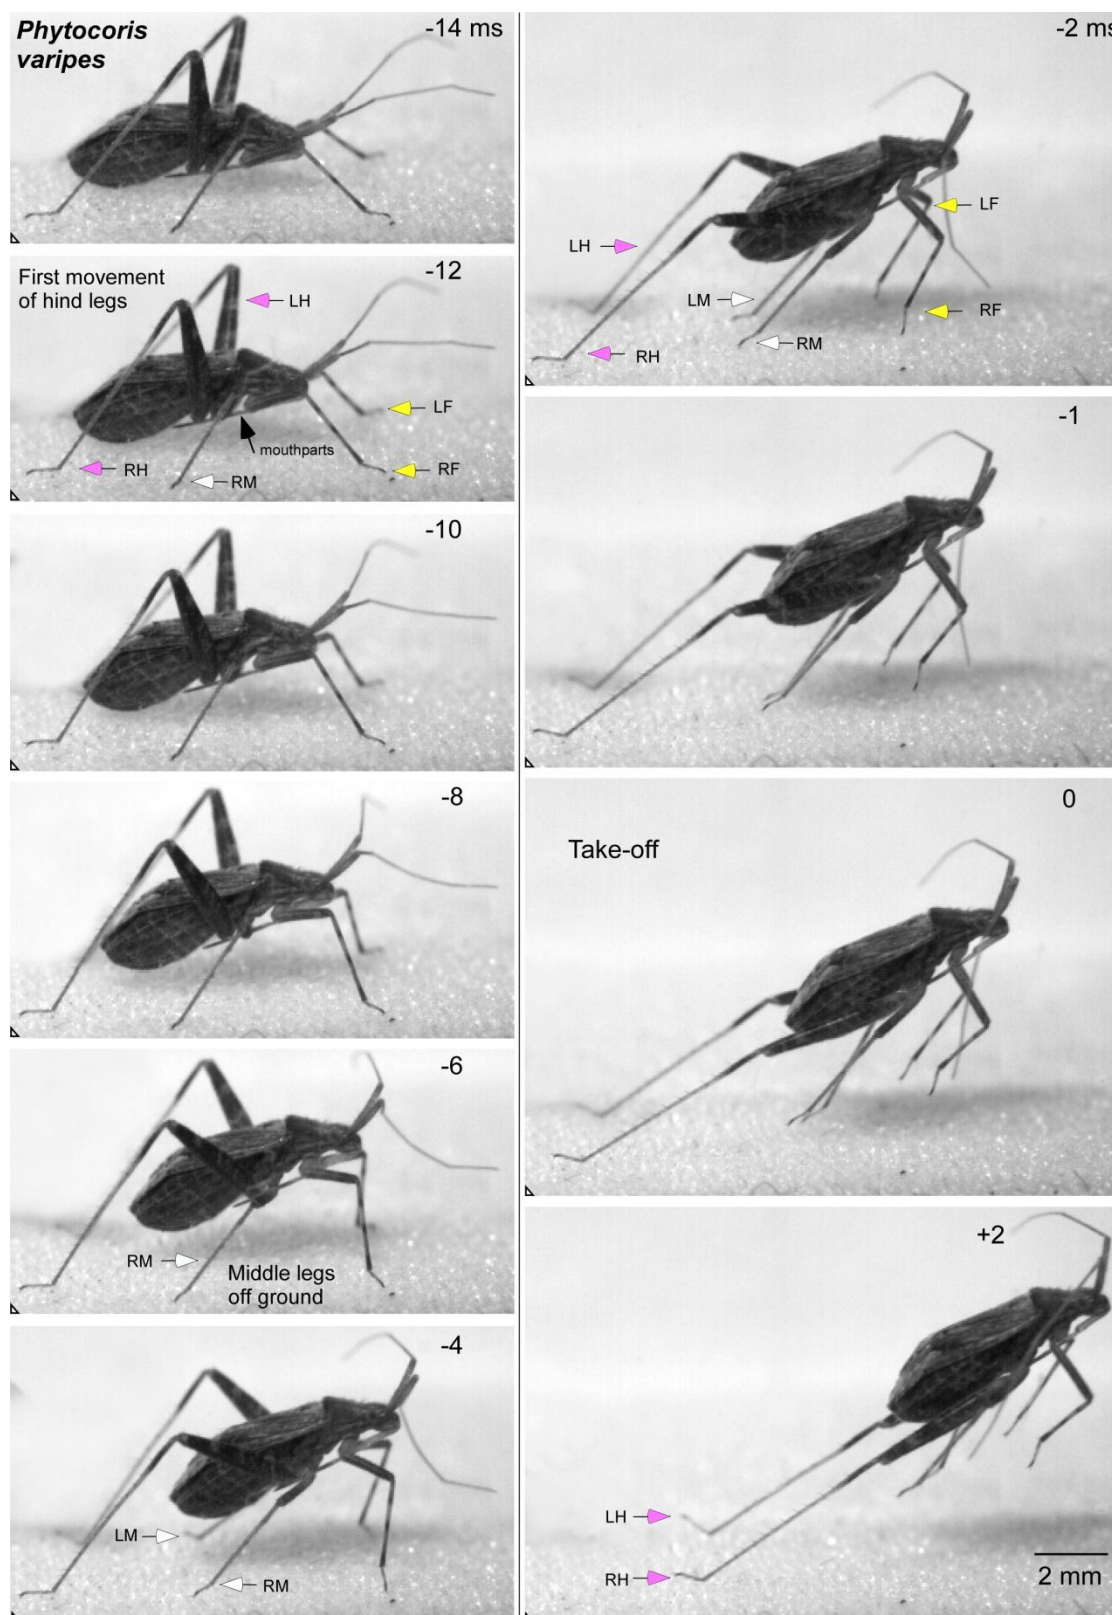 Phytocoris
varipes
-14 ms
First movement
of hind legs
-12
LH
LF
mouthparts
RH
RM
RF
-10
-8
-6
RM
Middle legs
off ground
-4
LM
RM
-2 ms
LF
LH
LM
RF
RM
RH
-1
0
Take-off
+2
LH
RH
2 mm